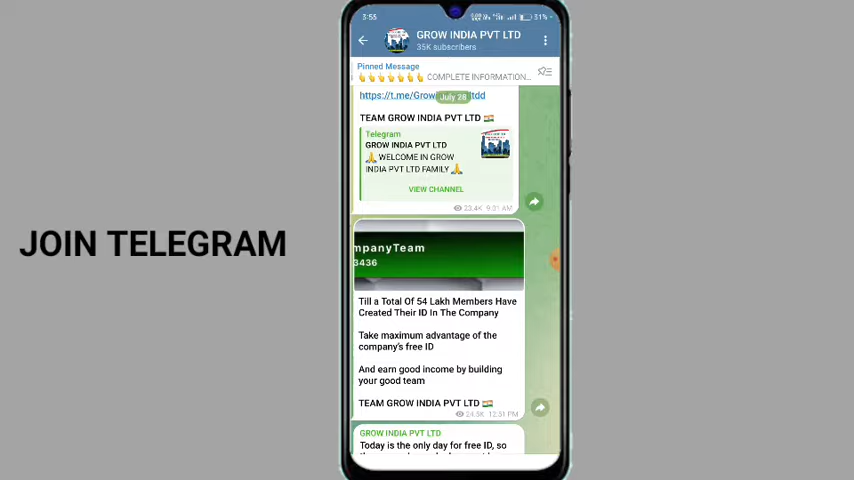 3:55
31%
GROW INDIA PVT LTD
35K subscribers
Pinned Message
👆👆👆👆👆👆👆 COMPLETE INFORMATION...
July 28
TEAM GROW INDIA PVT LTD 🇮🇳
Telegram
GROW INDIA PVT LTD
🙏 WELCOME IN GROW
INDIA PVT LTD FAMILY 🙏
VIEW CHANNEL
23.4K 9:01 AM
JOIN TELEGRAM
mpanyTeam
3436
Till a Total Of 54 Lakh Members Have
Created Their ID In The Company
Take maximum advantage of the
company's free ID
And earn good income by building
your good team
TEAM GROW INDIA PVT LTD 🇮🇳
24.5K 12:31 PM
GROW INDIA PVT LTD
Today is the only day for free ID, so